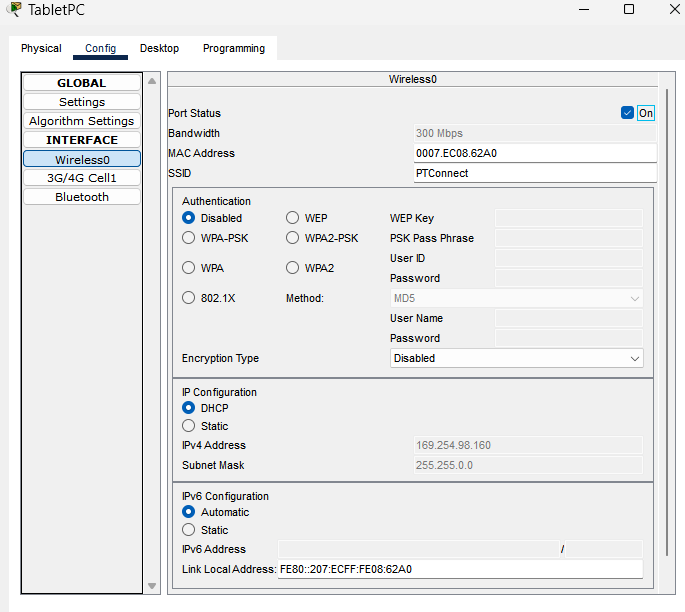 TabletPC
Physical Config Desktop Programming
GLOBAL
Settings
Algorithm Settings
INTERFACE
Wireless0
3G/4G Cell1
Bluetooth
Wireless0
Port Status On
Bandwidth 300 Mbps
MAC Address 0007.EC08.62A0
SSID PTConnect
Authentication
Disabled WEP WEP Key
WPA-PSK WPA2-PSK PSK Pass Phrase
User ID
WPA WPA2 Password
802.1X Method: MD5
User Name
Password
Encryption Type Disabled
IP Configuration
DHCP
Static
IPv4 Address 169.254.98.160
Subnet Mask 255.255.0.0
IPv6 Configuration
Automatic
Static
IPv6 Address /
Link Local Address: FE80::207:ECFF:FE08:62A0